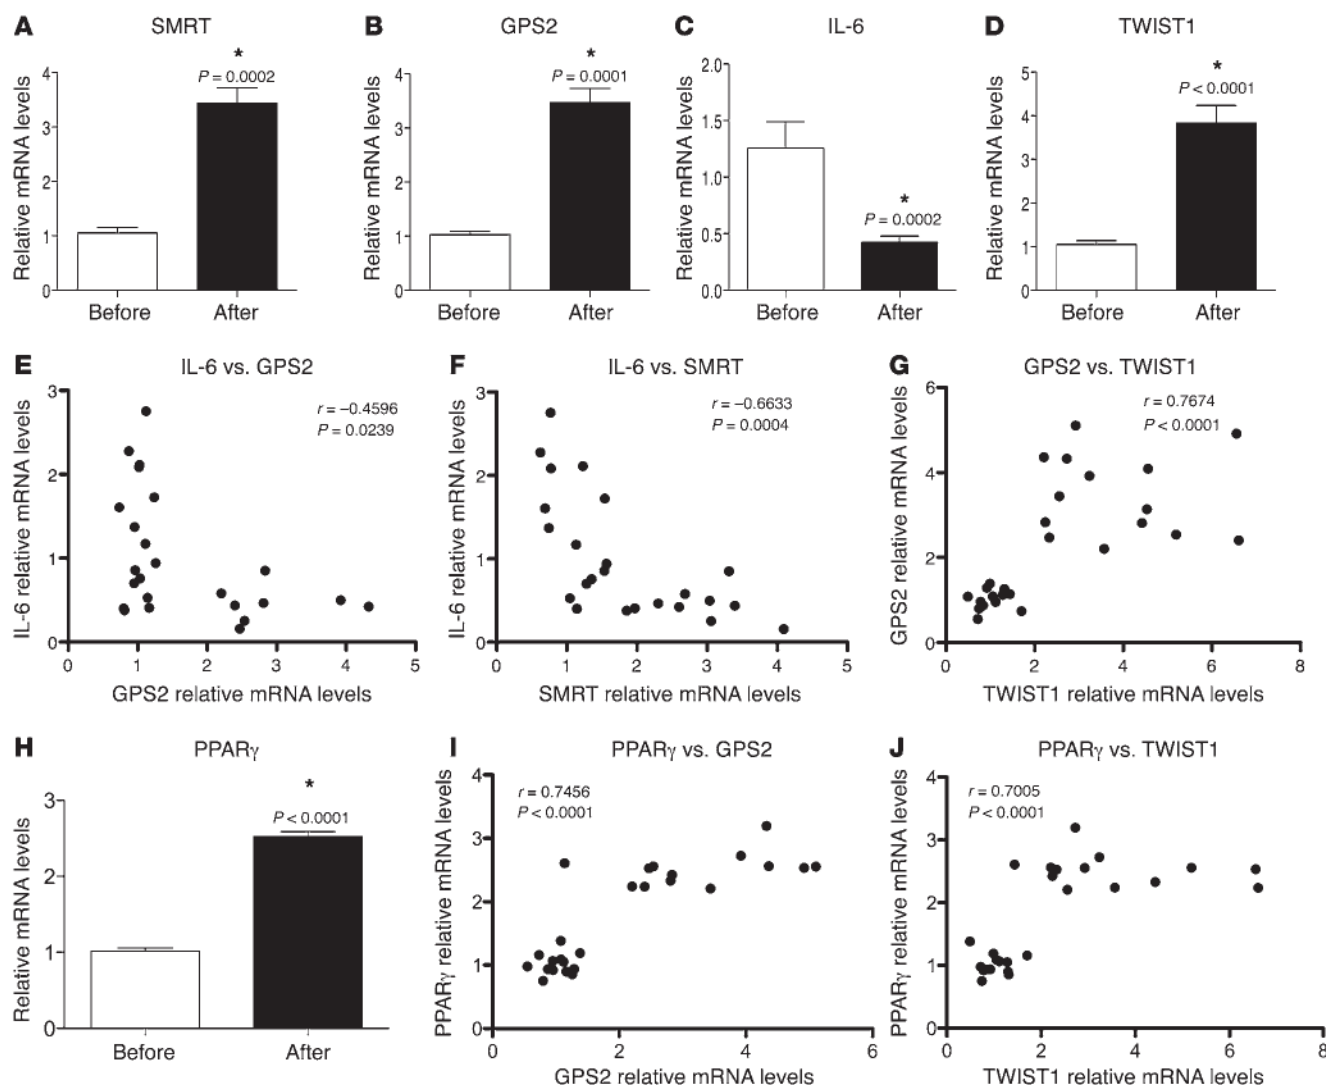 A SMRT
*
P = 0.0002
Relative mRNA levels
4
3
2
1
0
Before After
B GPS2
*
P = 0.0001
Relative mRNA levels
4
3
2
1
0
Before After
C IL-6
*
P = 0.0002
Relative mRNA levels
2.0
1.5
1.0
0.5
0.0
Before After
D TWIST1
*
P < 0.0001
Relative mRNA levels
5
4
3
2
1
0
Before After
E IL-6 vs. GPS2
r = –0.4596
P = 0.0239
IL-6 relative mRNA levels
3
2
1
0
0 1 2 3 4 5
GPS2 relative mRNA levels
F IL-6 vs. SMRT
r = –0.6633
P = 0.0004
IL-6 relative mRNA levels
3
2
1
0
0 1 2 3 4 5
SMRT relative mRNA levels
G GPS2 vs. TWIST1
r = 0.7674
P < 0.0001
GPS2 relative mRNA levels
6
4
2
0
0 2 4 6 8
TWIST1 relative mRNA levels
H PPARγ
*
P < 0.0001
Relative mRNA levels
3
2
1
0
Before After
I PPARγ vs. GPS2
r = 0.7456
P < 0.0001
PPARγ relative mRNA levels
4
3
2
1
0
0 2 4 6
GPS2 relative mRNA levels
J PPARγ vs. TWIST1
r = 0.7005
P < 0.0001
PPARγ relative mRNA levels
4
3
2
1
0
0 2 4 6 8
TWIST1 relative mRNA levels